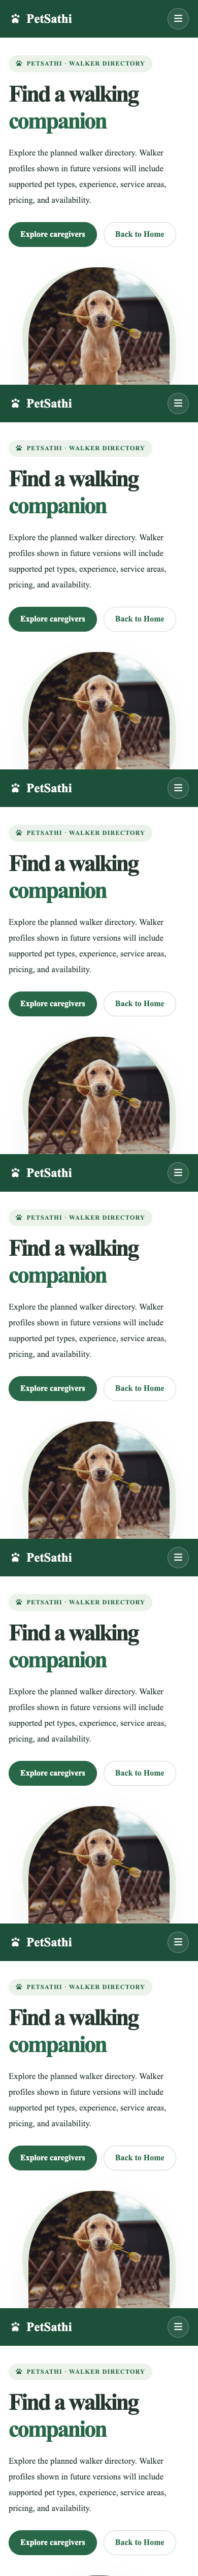 PetSathi
PETSATHI · WALKER DIRECTORY
Find a walking
companion
Explore the planned walker directory. Walker
profiles shown in future versions will include
supported pet types, experience, service areas,
pricing, and availability.
Explore caregivers Back to Home
PetSathi
PETSATHI · WALKER DIRECTORY
Find a walking
companion
Explore the planned walker directory. Walker
profiles shown in future versions will include
supported pet types, experience, service areas,
pricing, and availability.
Explore caregivers Back to Home
PetSathi
PETSATHI · WALKER DIRECTORY
Find a walking
companion
Explore the planned walker directory. Walker
profiles shown in future versions will include
supported pet types, experience, service areas,
pricing, and availability.
Explore caregivers Back to Home
PetSathi
PETSATHI · WALKER DIRECTORY
Find a walking
companion
Explore the planned walker directory. Walker
profiles shown in future versions will include
supported pet types, experience, service areas,
pricing, and availability.
Explore caregivers Back to Home
PetSathi
PETSATHI · WALKER DIRECTORY
Find a walking
companion
Explore the planned walker directory. Walker
profiles shown in future versions will include
supported pet types, experience, service areas,
pricing, and availability.
Explore caregivers Back to Home
PetSathi
PETSATHI · WALKER DIRECTORY
Find a walking
companion
Explore the planned walker directory. Walker
profiles shown in future versions will include
supported pet types, experience, service areas,
pricing, and availability.
Explore caregivers Back to Home
PetSathi
PETSATHI · WALKER DIRECTORY
Find a walking
companion
Explore the planned walker directory. Walker
profiles shown in future versions will include
supported pet types, experience, service areas,
pricing, and availability.
Explore caregivers Back to Home